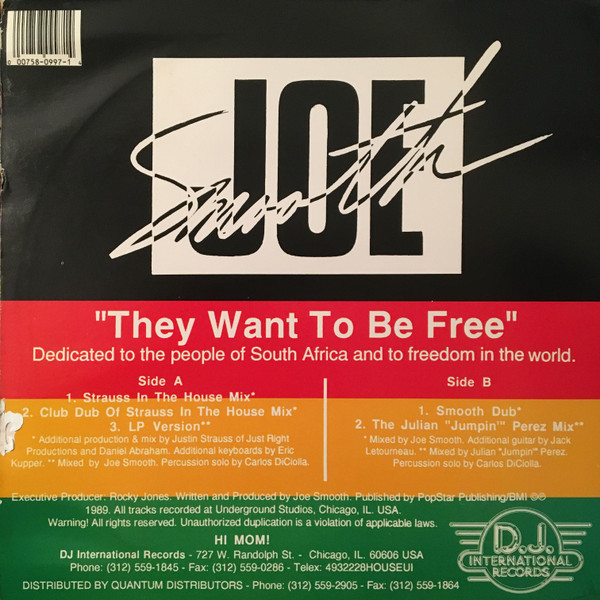 0 00758-0997-1 4
JOE
Smooth
"They Want To Be Free"
Dedicated to the people of South Africa and to freedom in the world.
Side A
1. Strauss In The House Mix*
2. Club Dub Of Strauss In The House Mix*
3. LP Version**
* Additional production & mix by Justin Strauss of Just Right
Productions and Daniel Abraham. Additional keyboards by Eric
Kupper. ** Mixed by Joe Smooth. Percussion solo by Carlos DiCiolla.
Side B
1. Smooth Dub*
2. The Julian "Jumpin'" Perez Mix**
* Mixed by Joe Smooth. Additional guitar by Jack
Letourneau. ** Mixed by Julian "Jumpin'" Perez.
Percussion solo by Carlos DiCiolla.
Executive Producer: Rocky Jones. Written and Produced by Joe Smooth. Published by PopStar Publishing/BMI ©℗
1989. All tracks recorded at Underground Studios, Chicago, IL. USA.
Warning! All rights reserved. Unauthorized duplication is a violation of applicable laws.
HI MOM!
DJ International Records - 727 W. Randolph St. - Chicago, IL. 60606 USA
Phone: (312) 559-1845 - Fax: (312) 559-0286 - Telex: 4932228HOUSEUI
DISTRIBUTED BY QUANTUM DISTRIBUTORS - Phone: (312) 559-2905 - Fax: (312) 559-1864
D.J.
INTERNATIONAL
RECORDS